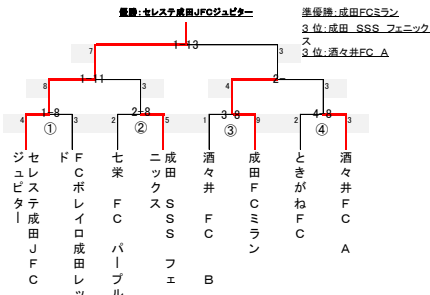 優勝：セレステ成田JFCジュピター
準優勝：成田FCミラン
3位：成田 SSS フェニックス
3位：酒々井FC A
7 1-13 3
8 1-11 3 2-
4 1-8 3 2 2-8 5 1 3-8 9 2 4-8 3
① ② ③ ④
セレステ成田JFCジュピター
FCボレイロ成田レッド
七栄 FC パープル
成田 SSS フェニックス
酒々井 FC B
成田FCミラン
ときがねFC
酒々井FC A